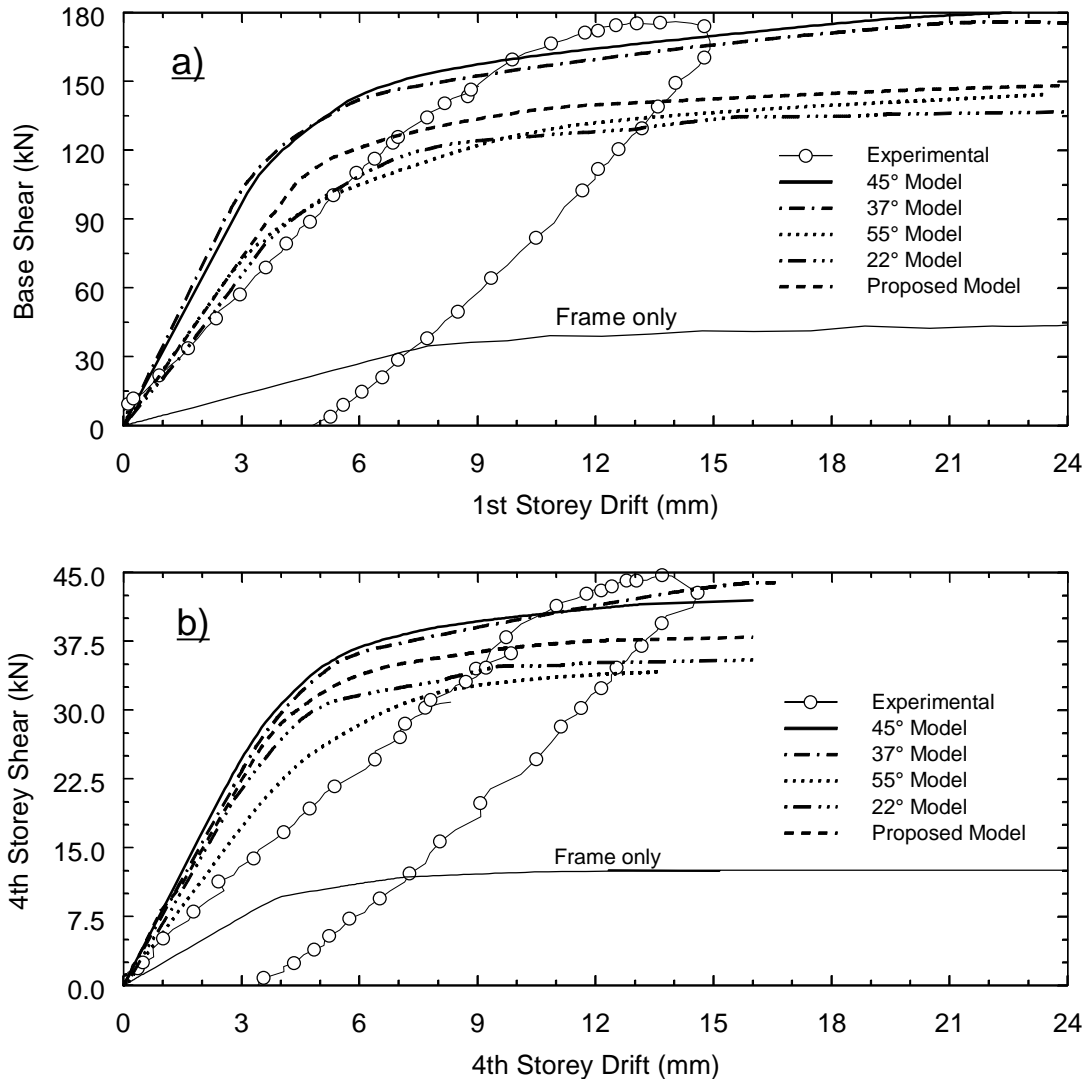 a)
180
150
120
90
60
30
0
Base Shear (kN)
Experimental
45° Model
37° Model
55° Model
22° Model
Proposed Model
Frame only
0 3 6 9 12 15 18 21 24
1st Storey Drift (mm)
b)
45.0
37.5
30.0
22.5
15.0
7.5
0.0
4th Storey Shear (kN)
Experimental
45° Model
37° Model
55° Model
22° Model
Proposed Model
Frame only
0 3 6 9 12 15 18 21 24
4th Storey Drift (mm)